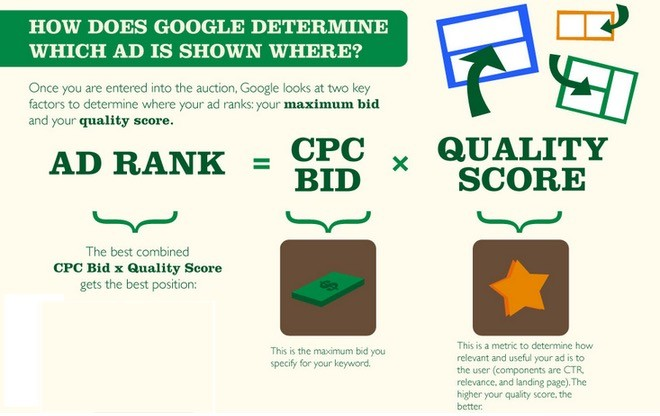 HOW DOES GOOGLE DETERMINE
WHICH AD IS SHOWN WHERE?
Once you are entered into the auction, Google looks at two key
factors to determine where your ad ranks: your maximum bid
and your quality score.
AD RANK = CPC BID × QUALITY SCORE
The best combined
CPC Bid x Quality Score
gets the best position:
$
This is the maximum bid you
specify for your keyword.
This is a metric to determine how
relevant and useful your ad is to
the user (components are CTR,
relevance, and landing page).The
higher your quality score, the
better.